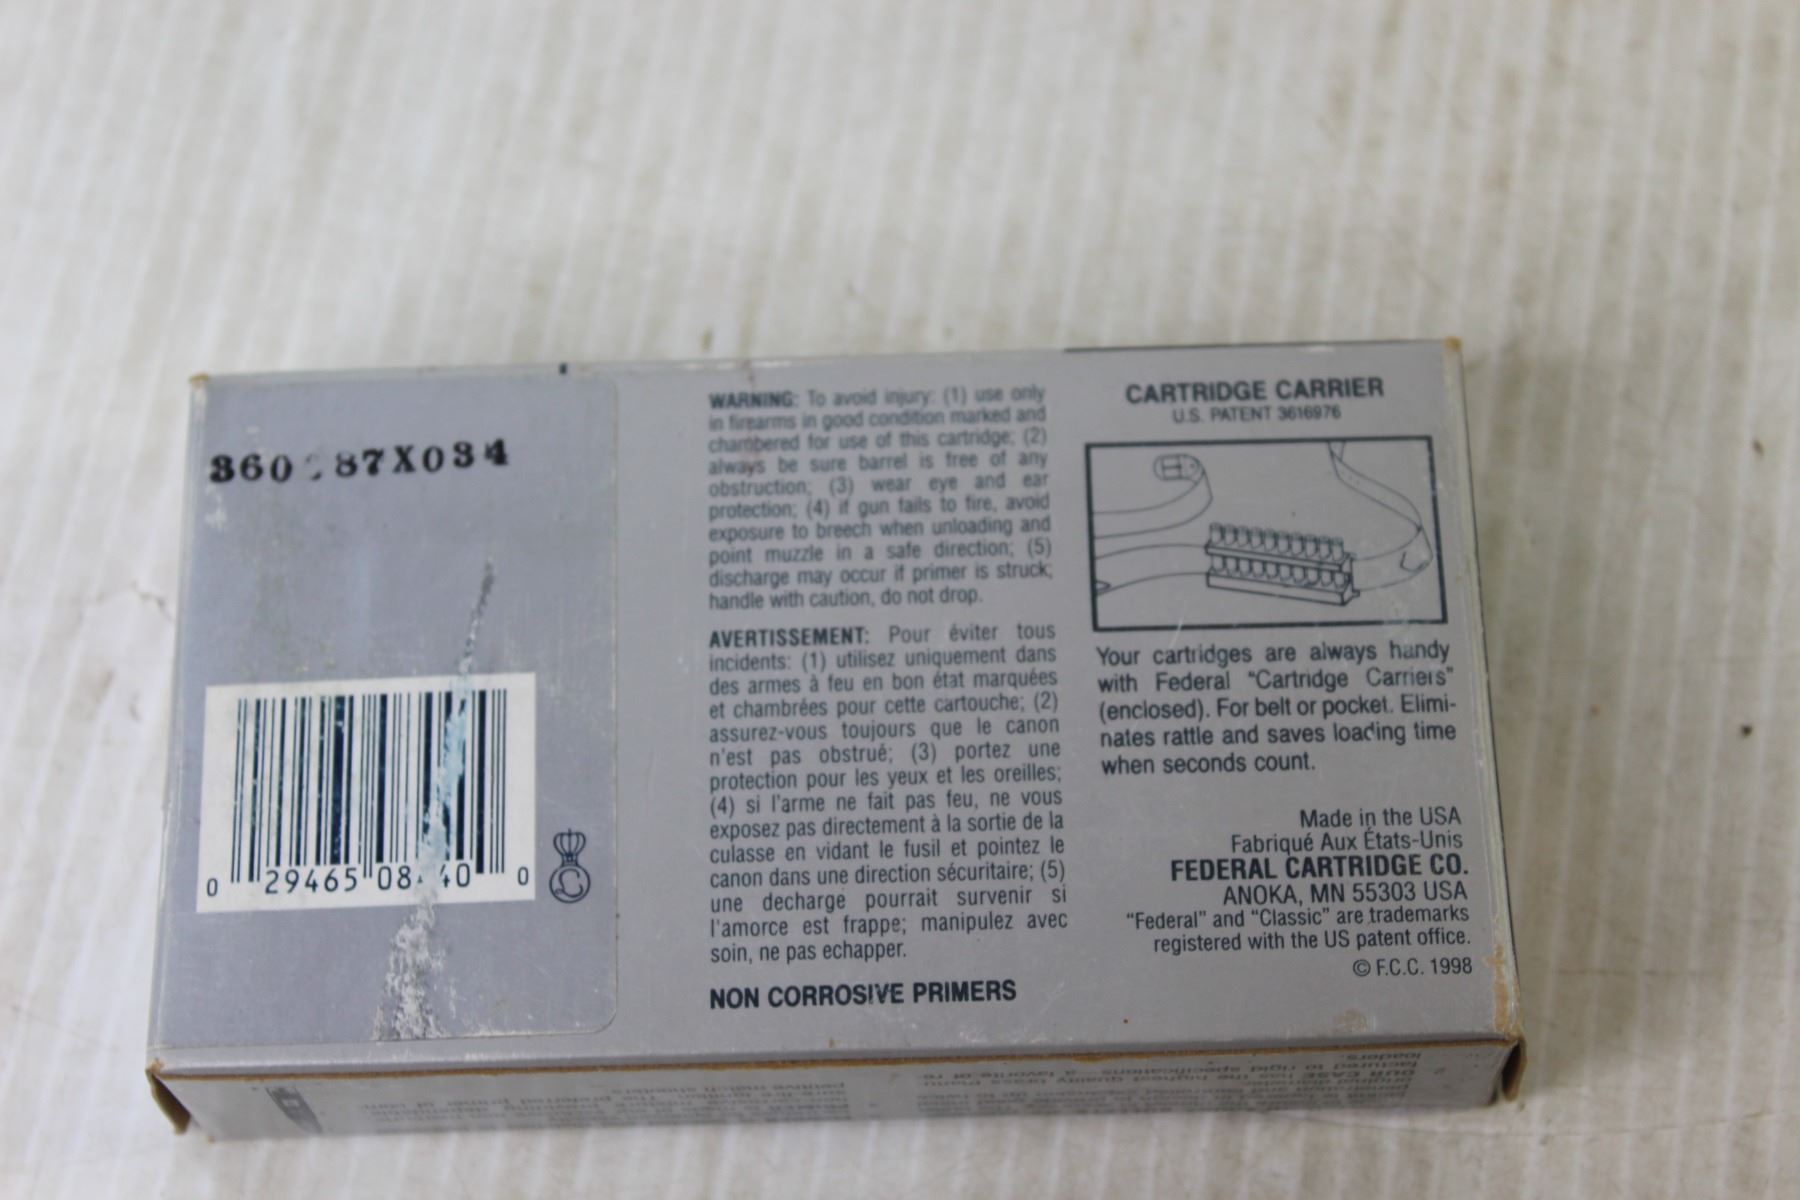 360 87X034
0 29465 08 40 0
WARNING: To avoid injury: (1) use only
in firearms in good condition marked and
chambered for use of this cartridge; (2)
always be sure barrel is free of any
obstruction; (3) wear eye and ear
protection; (4) if gun fails to fire, avoid
exposure to breech when unloading and
point muzzle in a safe direction; (5)
discharge may occur if primer is struck;
handle with caution, do not drop.
AVERTISSEMENT: Pour éviter tous
incidents: (1) utilisez uniquement dans
des armes à feu en bon état marquées
et chambrées pour cette cartouche; (2)
assurez-vous toujours que le canon
n'est pas obstrué; (3) portez une
protection pour les yeux et les oreilles;
(4) si l'arme ne fait pas feu, ne vous
exposez pas directement à la sortie de la
culasse en vidant le fusil et pointez le
canon dans une direction sécuritaire; (5)
une decharge pourrait survenir si
l'amorce est frappe; manipulez avec
soin, ne pas echapper.
NON CORROSIVE PRIMERS
CARTRIDGE CARRIER
U.S. PATENT 3616976
Your cartridges are always handy
with Federal "Cartridge Carriers"
(enclosed). For belt or pocket. Elimi-
nates rattle and saves loading time
when seconds count.
Made in the USA
Fabriqué Aux États-Unis
FEDERAL CARTRIDGE CO.
ANOKA, MN 55303 USA
"Federal" and "Classic" are trademarks
registered with the US patent office.
© F.C.C. 1998
loaders.
factured to rigid specifications – a favorite of re-